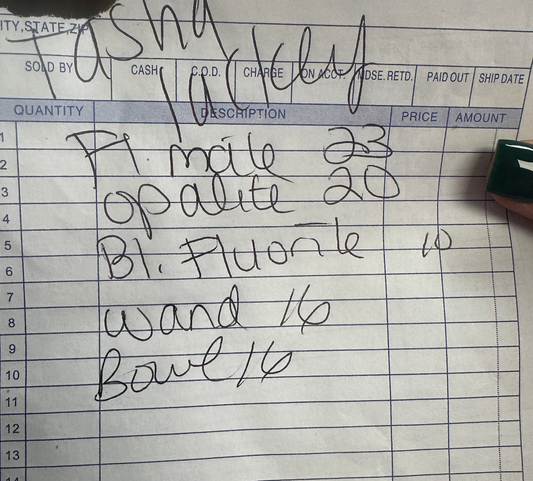 ITY,STATE,ZIP
Tasha
SOLD BY CASH C.O.D. CHARGE ON ACCT. MDSE. RETD. PAID OUT SHIP DATE
QUANTITY DESCRIPTION PRICE AMOUNT
1 Fl. 23
2
3 opalite 20
4
5 Bl. Fluorite 10
6
7
8 wand 16
9
10 Bowl 16
11
12
13
14